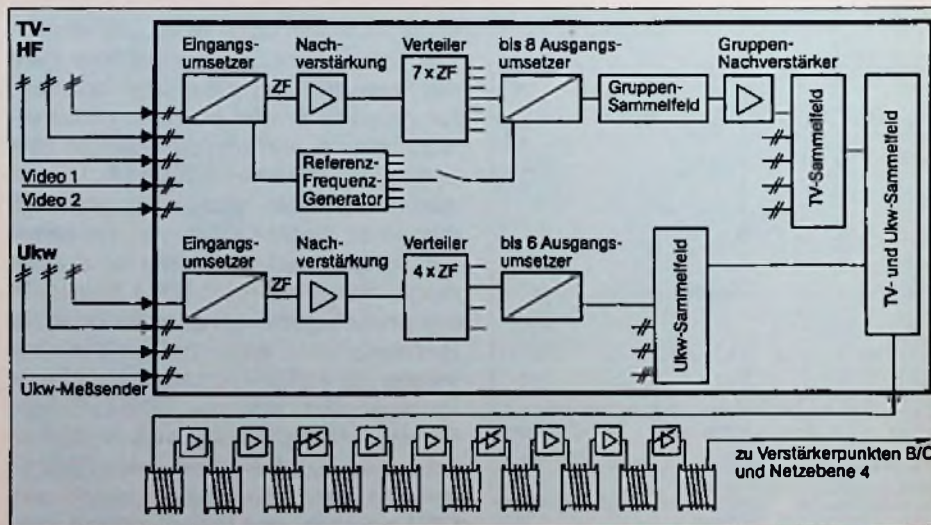 TV-
HF
Eingangs-
umsetzer
ZF
Nach-
verstärkung
Verteiler
7 x ZF
bis 8 Ausgangs-
umsetzer
Gruppen-
Sammelfeld
Gruppen-
Nachverstärker
TV-Sammelfeld
TV- und Ukw-Sammelfeld
Referenz-
Frequenz-
Generator
Video 1
Video 2
Ukw
Eingangs-
umsetzer
ZF
Nach-
verstärkung
Verteiler
4 x ZF
bis 6 Ausgangs-
umsetzer
Ukw-Sammelfeld
Ukw-Meßsender
zu Verstärkerpunkten B/C
und Netzebene 4